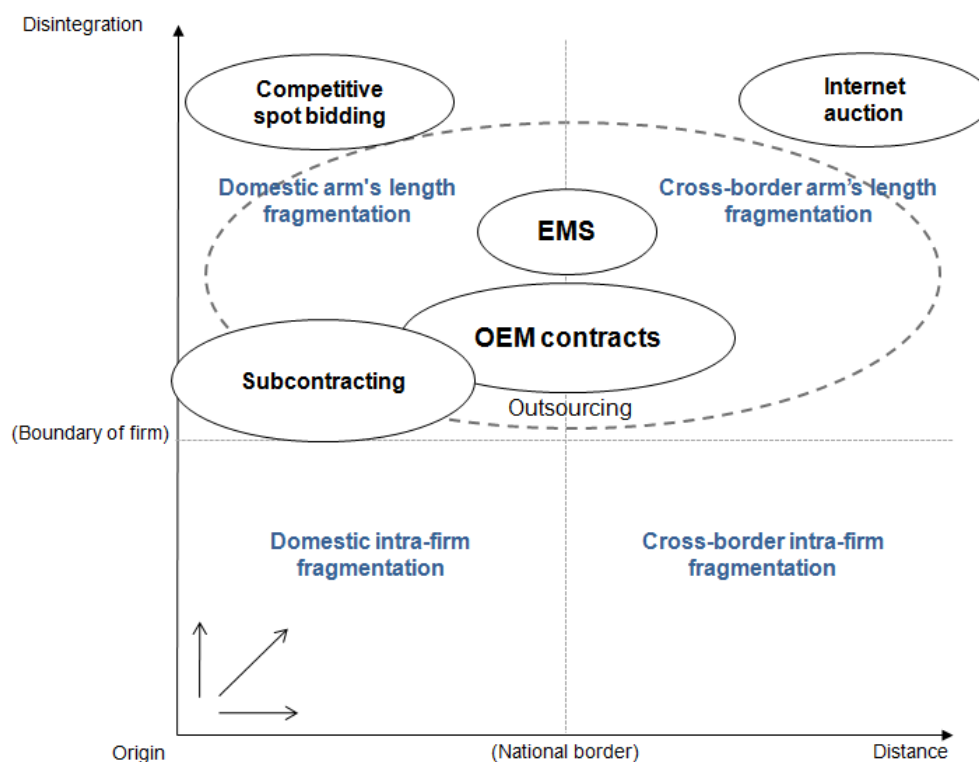 Disintegration
Competitive
spot bidding
Internet
auction
Domestic arm's length
fragmentation
Cross-border arm’s length
fragmentation
EMS
OEM contracts
Subcontracting
Outsourcing
(Boundary of firm)
Domestic intra-firm
fragmentation
Cross-border intra-firm
fragmentation
Origin
(National border)
Distance